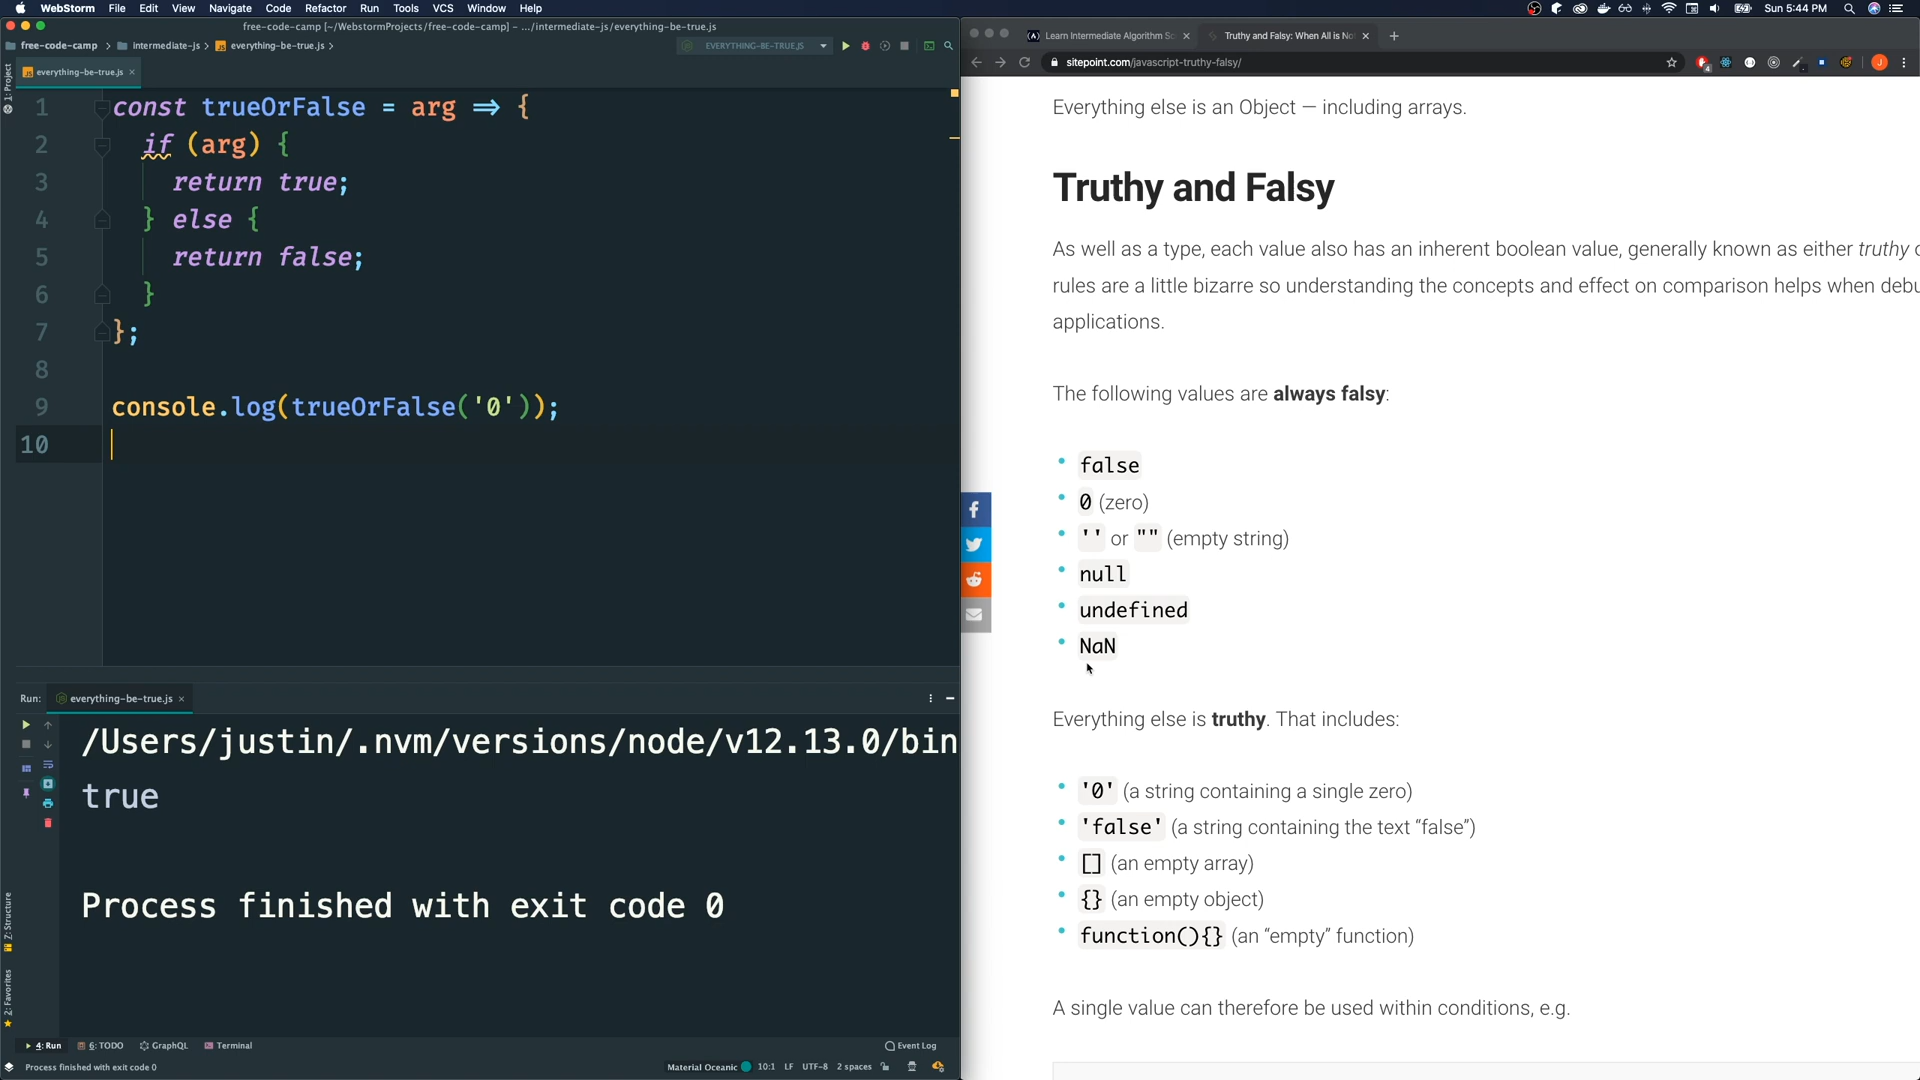 WebStorm File Edit View Navigate Code Refactor Run Tools VCS Window Help
Sun 5:44 PM
free-code-camp [~/WebstormProjects/free-code-camp] – .../intermediate-js/everything-be-true.js
free-code-camp intermediate-js everything-be-true.js
EVERYTHING-BE-TRUE.JS
everything-be-true.js
1: Project
1 const trueOrFalse = arg => {
2 if (arg) {
3 return true;
4 } else {
5 return false;
6 }
7 };
8
9 console.log(trueOrFalse('0'));
10
Run: everything-be-true.js
/Users/justin/.nvm/versions/node/v12.13.0/bin
true
Process finished with exit code 0
Z: Structure
2: Favorites
4: Run 6: TODO GraphQL Terminal
Event Log
Process finished with exit code 0
Material Oceanic 10:1 LF UTF-8 2 spaces
Learn Intermediate Algorithm Sc
Truthy and Falsy: When All is No
sitepoint.com/javascript-truthy-falsy/
4
J
Everything else is an Object — including arrays.
Truthy and Falsy
As well as a type, each value also has an inherent boolean value, generally known as either truthy
rules are a little bizarre so understanding the concepts and effect on comparison helps when debu
applications.
The following values are always falsy:
• false
• 0 (zero)
• '' or "" (empty string)
• null
• undefined
• NaN
Everything else is truthy. That includes:
• '0' (a string containing a single zero)
• 'false' (a string containing the text “false”)
• [] (an empty array)
• {} (an empty object)
• function(){} (an “empty” function)
A single value can therefore be used within conditions, e.g.